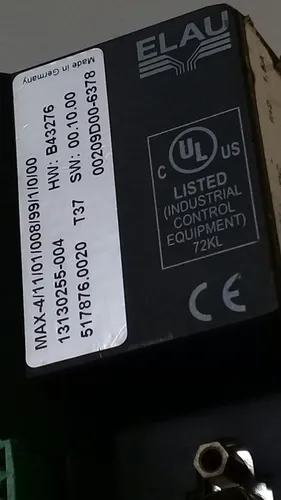 ELAU
Made in Germany
MAX-4/11/01/008/99/1/0/00
13130255-004 HW: B43276
517876.0020 T37 SW: 00.10.00
00209D00-6378
C UL US
LISTED
(INDUSTRIAL
CONTROL
EQUIPMENT)
72KL
CE